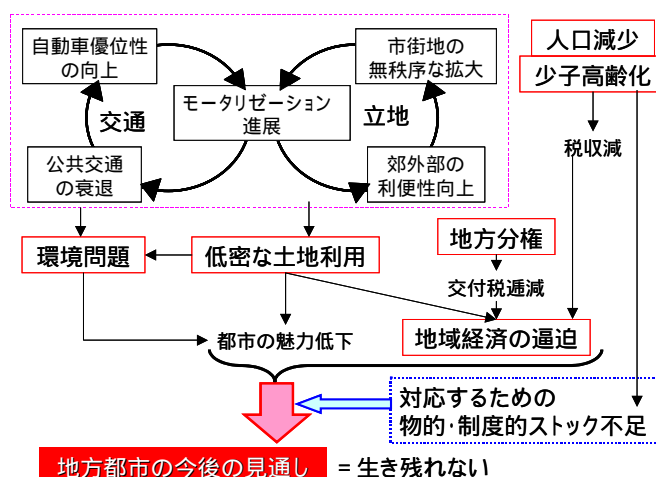 自動車優位性
の向上
市街地の
無秩序な拡大
人口減少
少子高齢化
交通
モータリゼーション
進展
立地
税収減
公共交通
の衰退
郊外部の
利便性向上
環境問題
低密な土地利用
地方分権
交付税逓減
都市の魅力低下
地域経済の逼迫
対応するための
物的・制度的ストック不足
地方都市の今後の見通し
=生き残れない